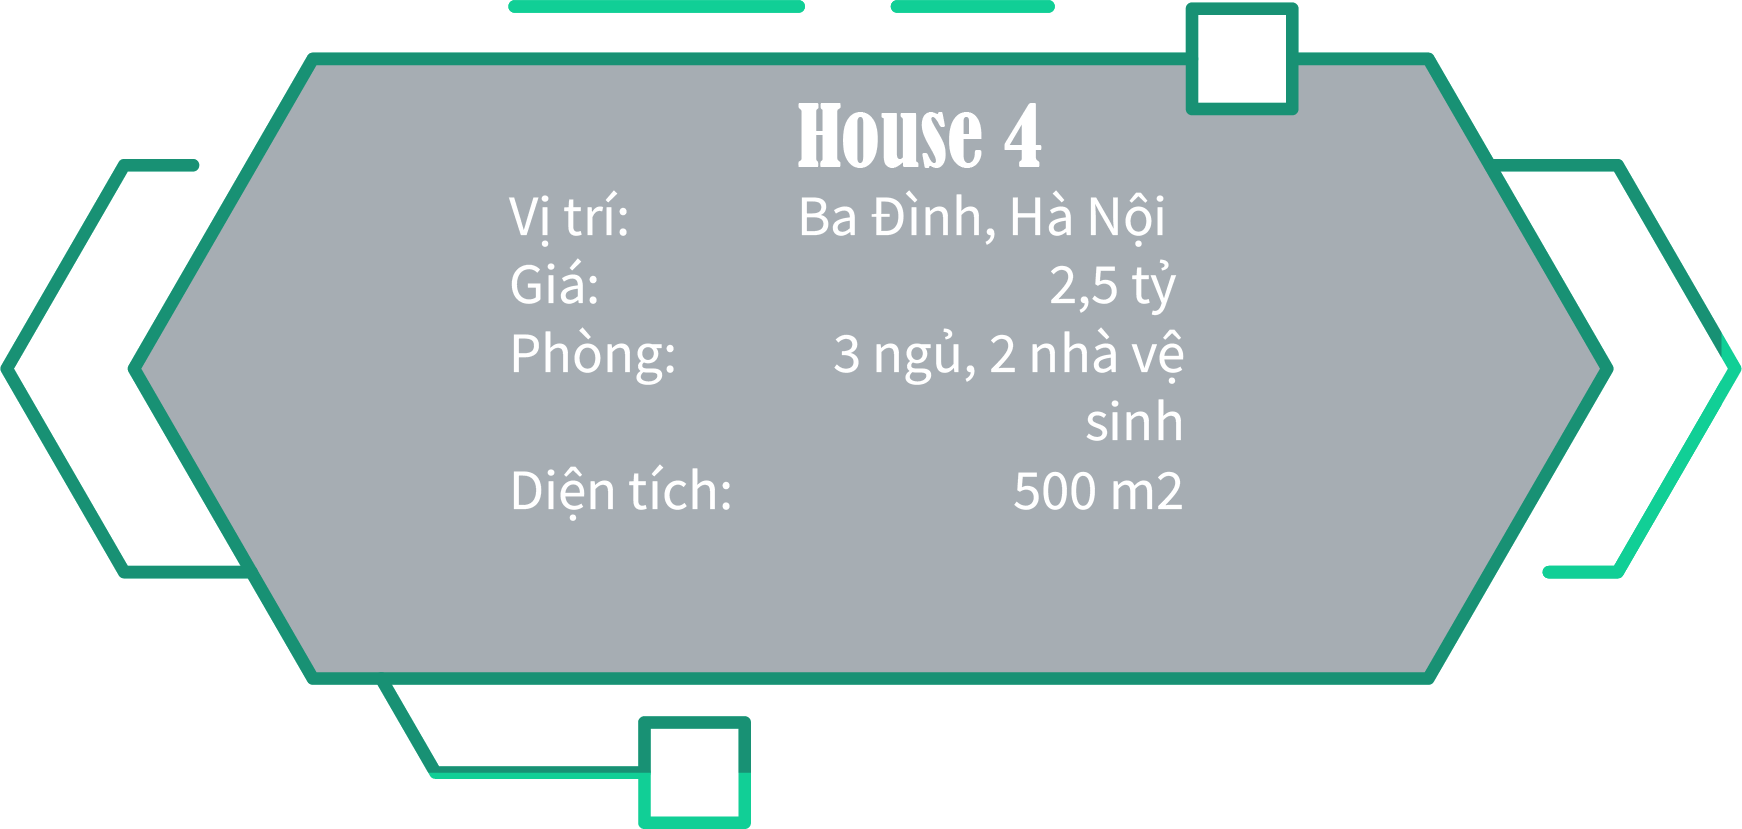 House 4
Vị trí: Ba Đình, Hà Nội
Giá: 2,5 tỷ
Phòng: 3 ngủ, 2 nhà vệ
sinh
Diện tích: 500 m2